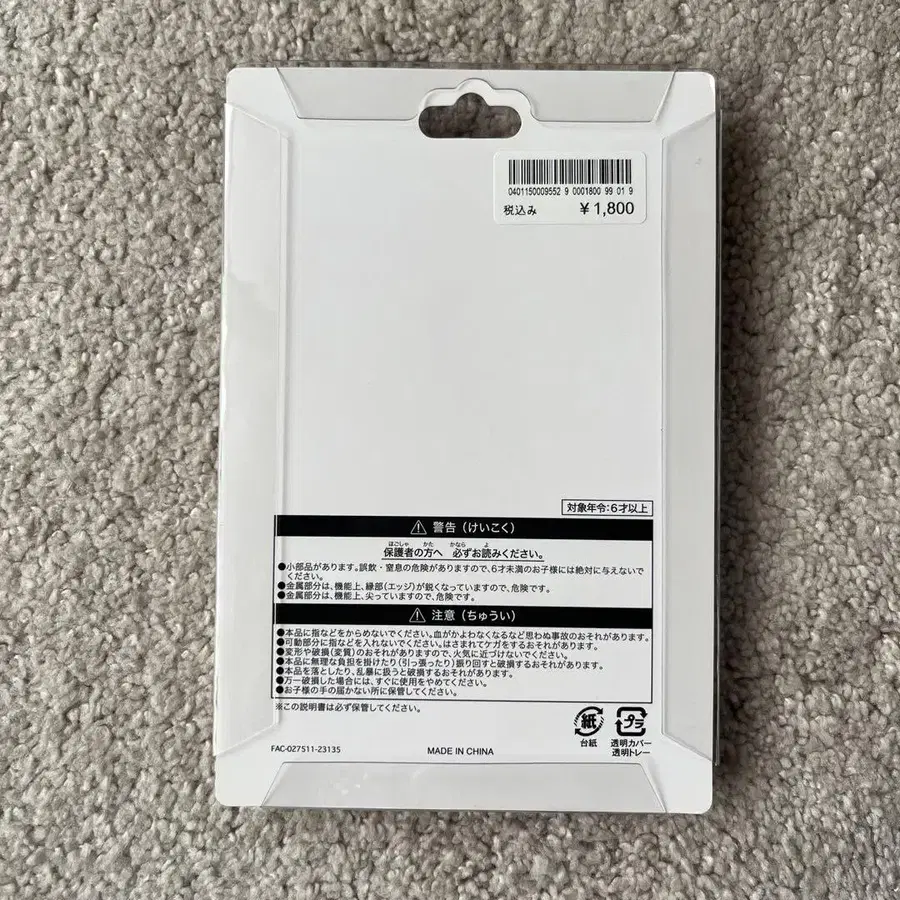 0401150009552 9 0001800 99 01 9
税込み ¥1,800
対象年令:6才以上
⚠ 警告(けいこく)
ほごしゃ かた かなら よ
保護者の方へ 必ずお読みください。
●小部品があります。誤飲・窒息の危険がありますので、6才未満のお子様には絶対に与えないで
ください。
●金属部分は、機能上、縁部(エッジ)が鋭くなっていますので、危険です。
●金属部分は、機能上、尖っていますので、危険です。
⚠ 注意(ちゅうい)
●本品に指などをからめないでください。血がかよわなくなるなど思わぬ事故のおそれがあります。
●可動部分に指などを入れないでください。はさまれてケガをするおそれがあります。
●変形や破損(変質)のおそれがありますので、火気に近づけないでください。
●本品に無理な負担を掛けたり(引っ張ったり)振り回すと破損するおそれがあります。
●本品を落としたり、乱暴に扱うと破損するおそれがあります。
●万一破損した場合には、すぐに使用をやめてください。
●お子様の手の届かない所に保管してください。
※この説明書は必ず保管してください。
紙 プラ
台紙 透明カバー
透明トレー
FAC-027511-23135 MADE IN CHINA